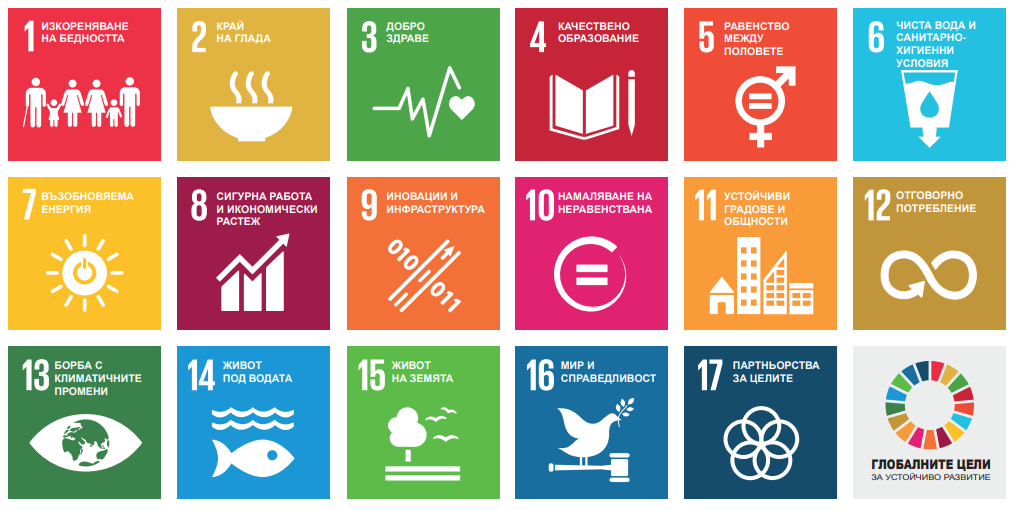 1 ИЗКОРЕНЯВАНЕ
НА БЕДНОСТТА
2 КРАЙ
НА ГЛАДА
3 ДОБРО
ЗДРАВЕ
4 КАЧЕСТВЕНО
ОБРАЗОВАНИЕ
5 РАВЕНСТВО
МЕЖДУ
ПОЛОВЕТЕ
6 ЧИСТА ВОДА И
САНИТАРНО-
ХИГИЕННИ
УСЛОВИЯ
7 ВЪЗОБНОВЯЕМА
ЕНЕРГИЯ
8 СИГУРНА РАБОТА
И ИКОНОМИЧЕСКИ
РАСТЕЖ
9 ИНОВАЦИИ И
ИНФРАСТРУКТУРА
010
011
10 НАМАЛЯВАНЕ НА
НЕРАВЕНСТВАНА
11 УСТОЙЧИВИ
ГРАДОВЕ И
ОБЩНОСТИ
12 ОТГОВОРНО
ПОТРЕБЛЕНИЕ
13 БОРБА С
КЛИМАТИЧНИТЕ
ПРОМЕНИ
14 ЖИВОТ
ПОД ВОДАТА
15 ЖИВОТ
НА ЗЕМЯТА
16 МИР И
СПРАВЕДЛИВОСТ
17 ПАРТНЬОРСТВА
ЗА ЦЕЛИТЕ
ГЛОБАЛНИТЕ ЦЕЛИ
ЗА УСТОЙЧИВО РАЗВИТИЕ